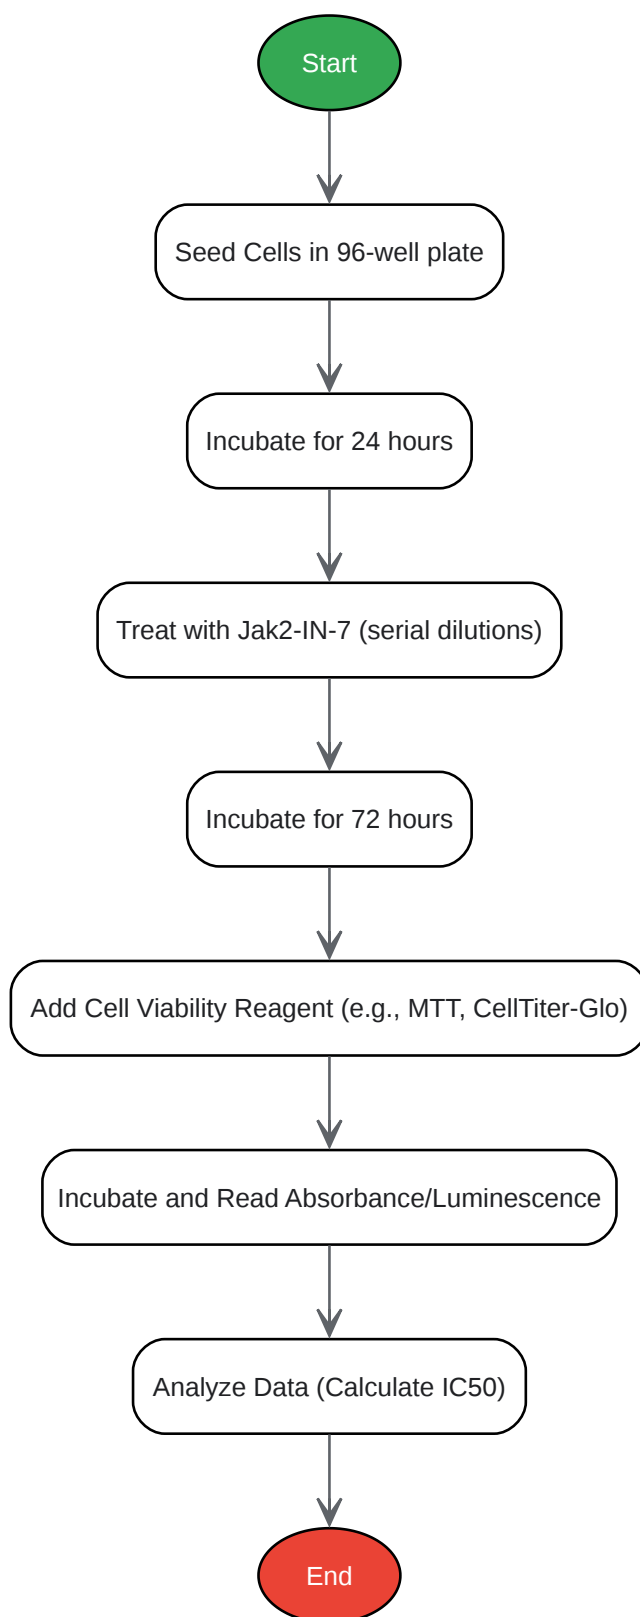 Start
Seed Cells in 96-well plate
Incubate for 24 hours
Treat with Jak2-IN-7 (serial dilutions)
Incubate for 72 hours
Add Cell Viability Reagent (e.g., MTT, CellTiter-Glo)
Incubate and Read Absorbance/Luminescence
Analyze Data (Calculate IC50)
End